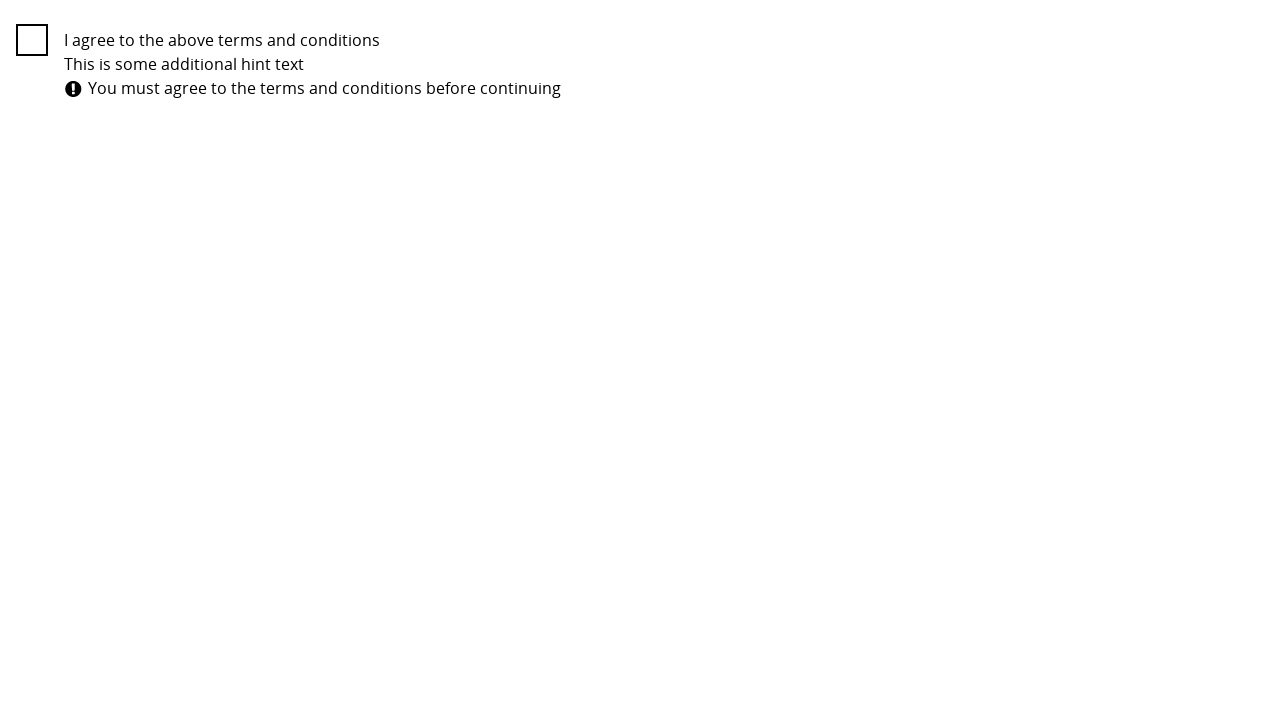 I agree to the above terms and conditions
This is some additional hint text
You must agree to the terms and conditions before continuing